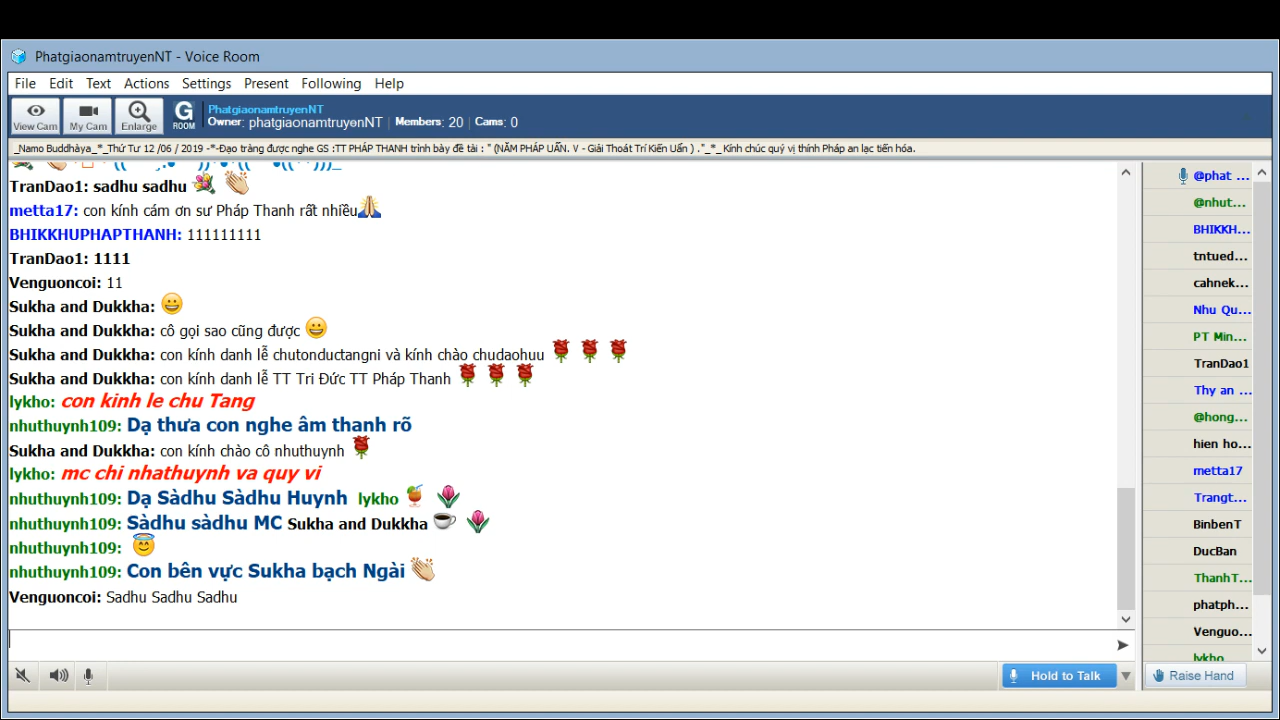 PhatgiaonamtruyenNT - Voice Room
File Edit Text Actions Settings Present Following Help
View Cam My Cam Enlarge G ROOM
PhatgiaonamtruyenNT
Owner: phatgiaonamtruyenNT | Members: 20 | Cams: 0
_Namo Buddhàya_*_Thứ Tư 12 /06 / 2019 -*-Đạo tràng được nghe GS :TT PHÁP THANH trình bày đề tài : " (NĂM PHÁP UẨN. V - Giải Thoát Trí Kiến Uẩn ) ."_*_ Kính chúc quý vị thính Pháp an lạc tiến hóa.
TranDao1: sadhu sadhu
metta17: con kính cám ơn sư Pháp Thanh rất nhiều
BHIKKHUPHAPTHANH: 111111111
TranDao1: 1111
Venguoncoi: 11
Sukha and Dukkha:
Sukha and Dukkha: cô gọi sao cũng được
Sukha and Dukkha: con kính danh lễ chutonductangni và kính chào chudaohuu
Sukha and Dukkha: con kính danh lễ TT Tri Đức TT Pháp Thanh
lykho: con kinh le chu Tang
nhuthuynh109: Dạ thưa con nghe âm thanh rõ
Sukha and Dukkha: con kính chào cô nhuthuynh
lykho: mc chi nhathuynh va quy vi
nhuthuynh109: Dạ Sàdhu Sàdhu Huynh lykho
nhuthuynh109: Sàdhu sàdhu MC Sukha and Dukkha
nhuthuynh109:
nhuthuynh109: Con bên vực Sukha bạch Ngài
Venguoncoi: Sadhu Sadhu Sadhu
@phat ...
@nhut...
BHIKKH...
tntued...
cahnek...
Nhu Qu...
PT Min...
TranDao1
Thy an ...
@hong...
hien ho...
metta17
Trangt...
BinbenT
DucBan
ThanhT...
phatph...
Venguo...
lykho
Hold to Talk
Raise Hand